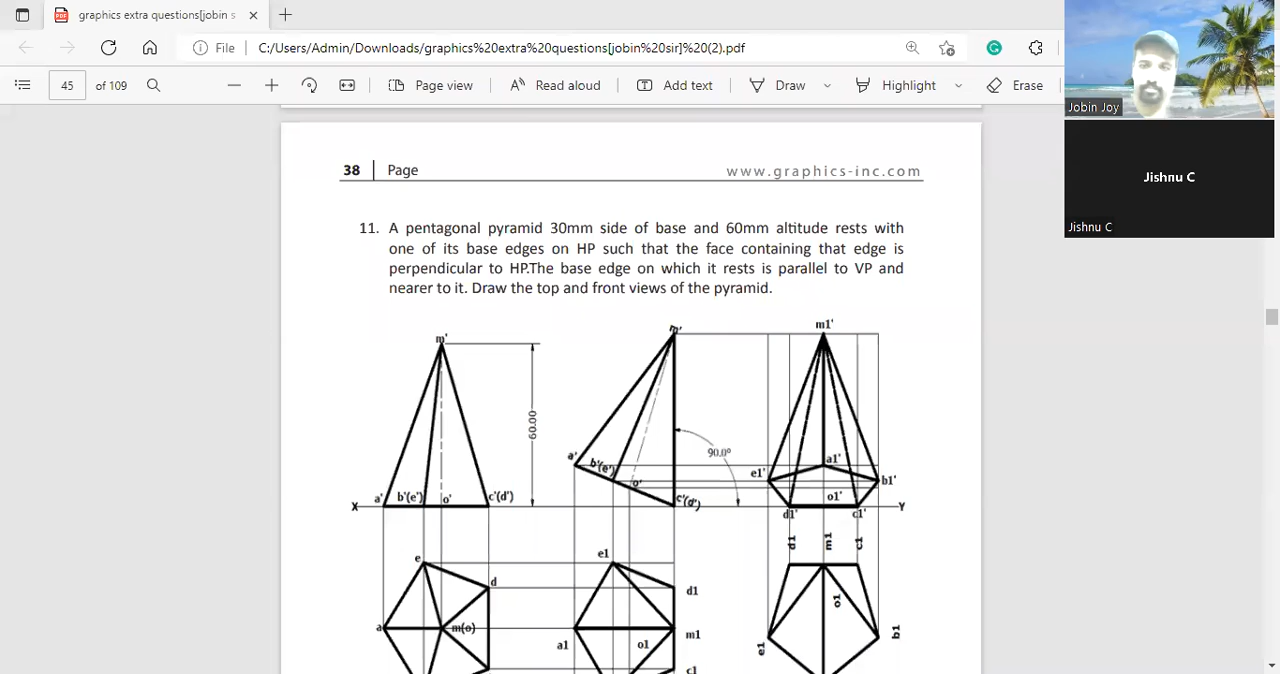 graphics extra questions[jobin s
File
C:/Users/Admin/Downloads/graphics%20extra%20questions[jobin%20sir]%20(2).pdf
45
of 109
Page view
Read aloud
Add text
Draw
Highlight
Erase
Jobin Joy
Jishnu C
Jishnu C
38
Page
www.graphics-inc.com
11. A pentagonal pyramid 30mm side of base and 60mm altitude rests with
one of its base edges on HP such that the face containing that edge is
perpendicular to HP.The base edge on which it rests is parallel to VP and
nearer to it. Draw the top and front views of the pyramid.
m'
60.00
a'
b'(e')
o'
c'(d')
X
m'
a'
b'(e')
o'
c'(d')
90.0°
m1'
a1'
e1'
b1'
o1'
d1'
c1'
Y
d1
m1
c1
e
d
a
m(o)
e1
d1
a1
o1
m1
c1
o1
e1
b1